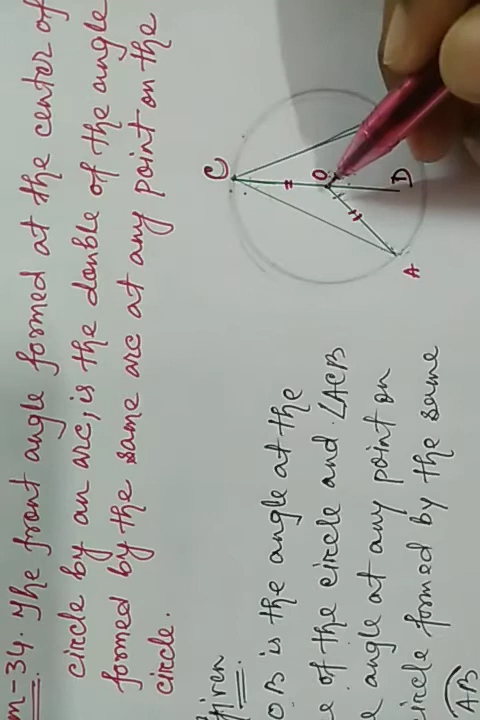 m-34. The front angle formed at the center of
circle by an arc, is the double of the angle
formed by the same arc at any point on the
circle.
Given
OB is the angle at the
e of the circle and ∠ACB
angle at any point on
ircle formed by the same
AB
C
O
D
A